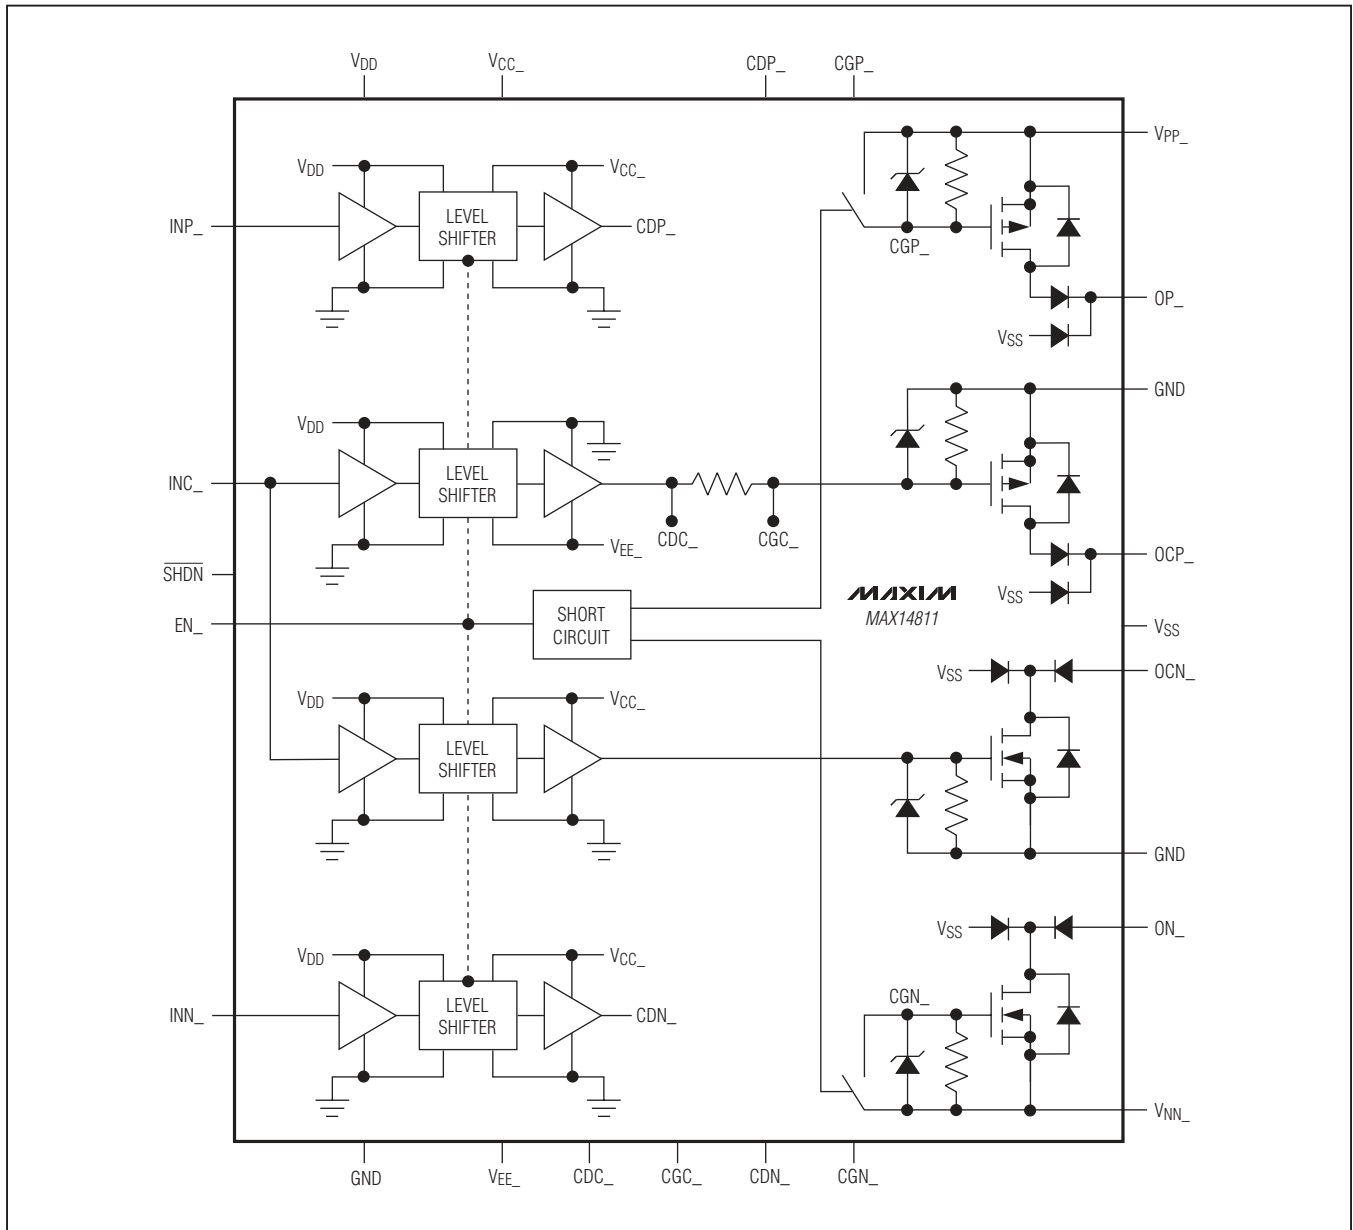 VDD
VCC_
CDP_
CGP_
VPP_
VDD
VCC_
INP_
LEVEL
SHIFTER
CDP_
CGP_
OP_
VSS
GND
VDD
INC_
LEVEL
SHIFTER
CDC_
CGC_
VEE_
OCP_
SHDN
VSS
MAXIM
MAX14811
EN_
SHORT
CIRCUIT
VSS
VSS
OCN_
VDD
VCC_
LEVEL
SHIFTER
GND
VSS
ON_
VDD
VCC_
CGN_
INN_
LEVEL
SHIFTER
CDN_
VNN_
GND
VEE_
CDC_
CGC_
CDN_
CGN_